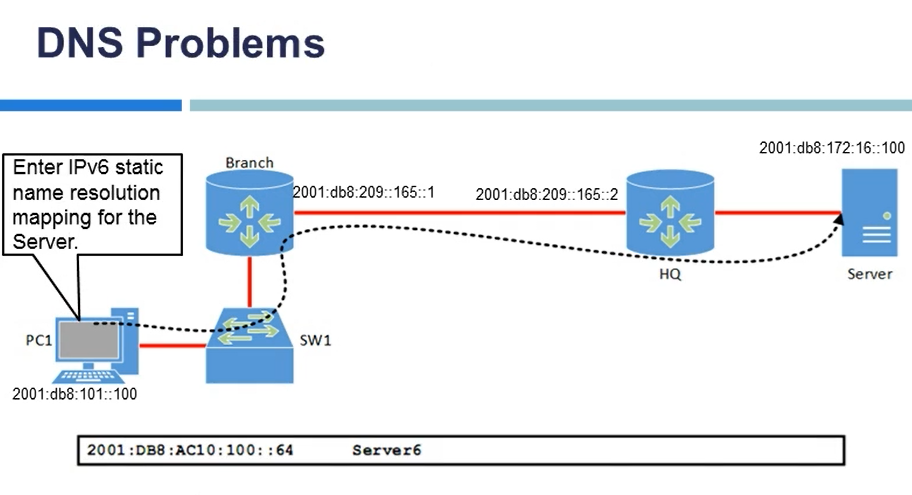 DNS Problems
2001:db8:172:16::100
Enter IPv6 static
name resolution
mapping for the
Server.
Branch
2001:db8:209::165::1
2001:db8:209::165::2
HQ
Server
PC1
SW1
2001:db8:101::100
2001:DB8:AC10:100::64 Server6